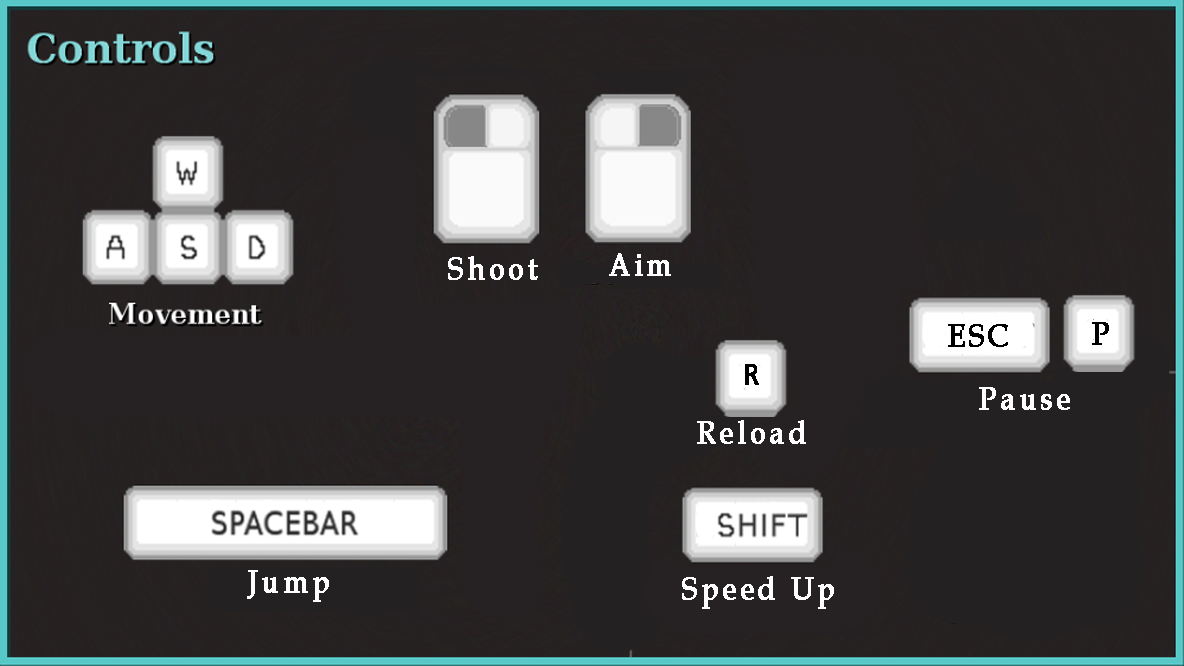 Controls
W
A S D
Movement
Shoot
Aim
ESC P
Pause
R
Reload
SPACEBAR
Jump
SHIFT
Speed Up